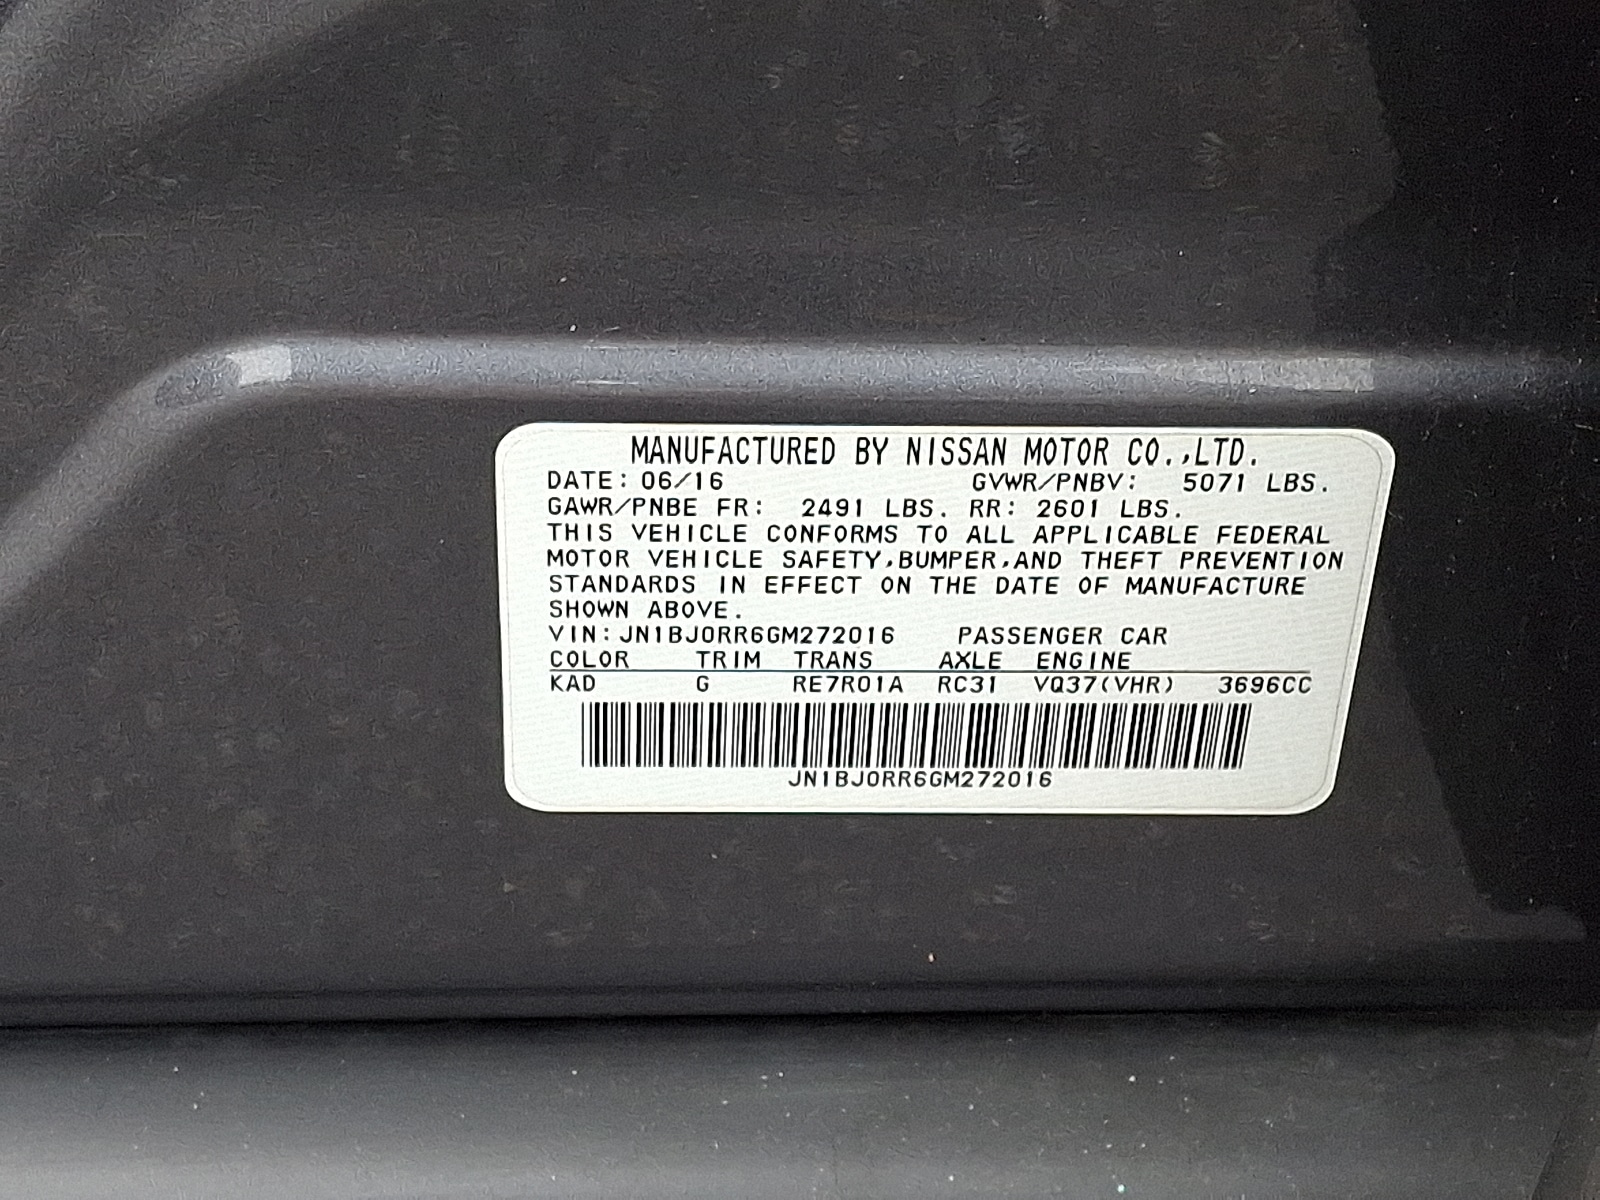 MANUFACTURED BY NISSAN MOTOR CO.,LTD.
DATE: 06/16 GVWR/PNBV: 5071 LBS.
GAWR/PNBE FR: 2491 LBS. RR: 2601 LBS.
THIS VEHICLE CONFORMS TO ALL APPLICABLE FEDERAL
MOTOR VEHICLE SAFETY,BUMPER,AND THEFT PREVENTION
STANDARDS IN EFFECT ON THE DATE OF MANUFACTURE
SHOWN ABOVE.
VIN:JN1BJ0RR6GM272016 PASSENGER CAR
COLOR TRIM TRANS AXLE ENGINE
KAD G RE7R01A RC31 VQ37(VHR) 3696CC
JN1BJ0RR6GM272016